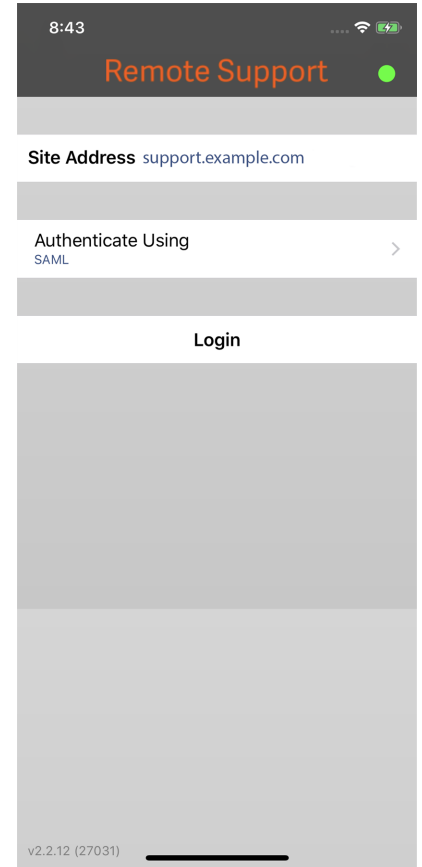 8:43
Remote Support
Site Address support.example.com
Authenticate Using
SAML
Login
v2.2.12 (27031)